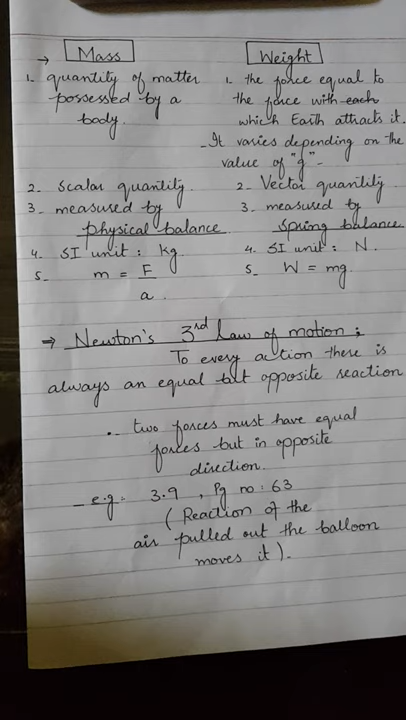 → Mass
1. quantity of matter
possessed by a
body.
2. Scalar quantity.
3. measured by
physical balance
4. SI unit : kg
5. m = F
a.
Weight
1. the force equal to
the force with each
which Earth attracts it.
- It varies depending on the
value of "g" -
2. Vector quantity
3. measured by
spring balance
4. SI unit : N.
5. W = mg.
→ Newton's 3rd Law of motion :
To every action there is
always an equal but opposite reaction
∴ two forces must have equal
forces but in opposite
direction.
- e.g: 3.9 , Pg no: 63
( Reaction of the
air pulled out the balloon
moves it ).